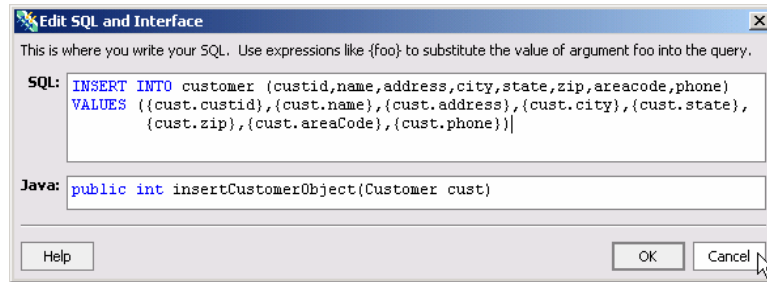 Edit SQL and Interface
This is where you write your SQL. Use expressions like {foo} to substitute the value of argument foo into the query.
SQL: INSERT INTO customer (custid,name,address,city,state,zip,areacode,phone)
VALUES ({cust.custid},{cust.name},{cust.address},{cust.city},{cust.state},
{cust.zip},{cust.areaCode},{cust.phone})
Java: public int insertCustomerObject(Customer cust)
Help OK Cancel